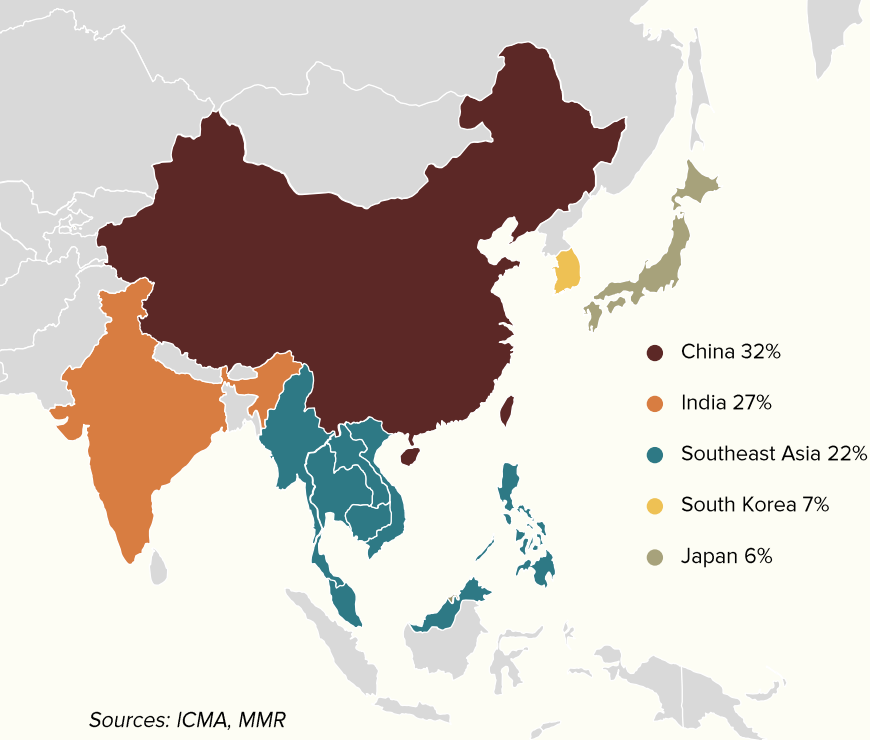 China 32%
India 27%
Southeast Asia 22%
South Korea 7%
Japan 6%
Sources: ICMA, MMR